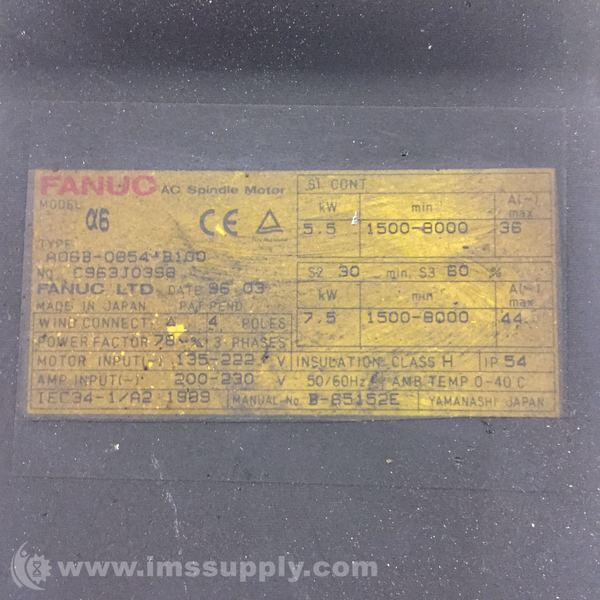 FANUC AC Spindle Motor
MODEL
α6
TYPE
A06B-0854-B100
NO. C963J0398
FANUC LTD DATE 96.03
MADE IN JAPAN PAT.PEND.
WIND CONNECT. △ 4 POLES
POWER FACTOR 78 % 3 PHASES
MOTOR INPUT(~) 135-222 V INSULATION CLASS H IP 54
AMP INPUT(~) 200-230 V 50/60Hz AMB TEMP 0-40 C
IEC34-1/A2 1989 MANUAL-No. B-65152E YAMANASHI JAPAN
S1 CONT
kW min A(~) max
5.5 1500-8000 36
S2 30 min, S3 60 %
kW min A(~) max
7.5 1500-8000 44
www.imssupply.com